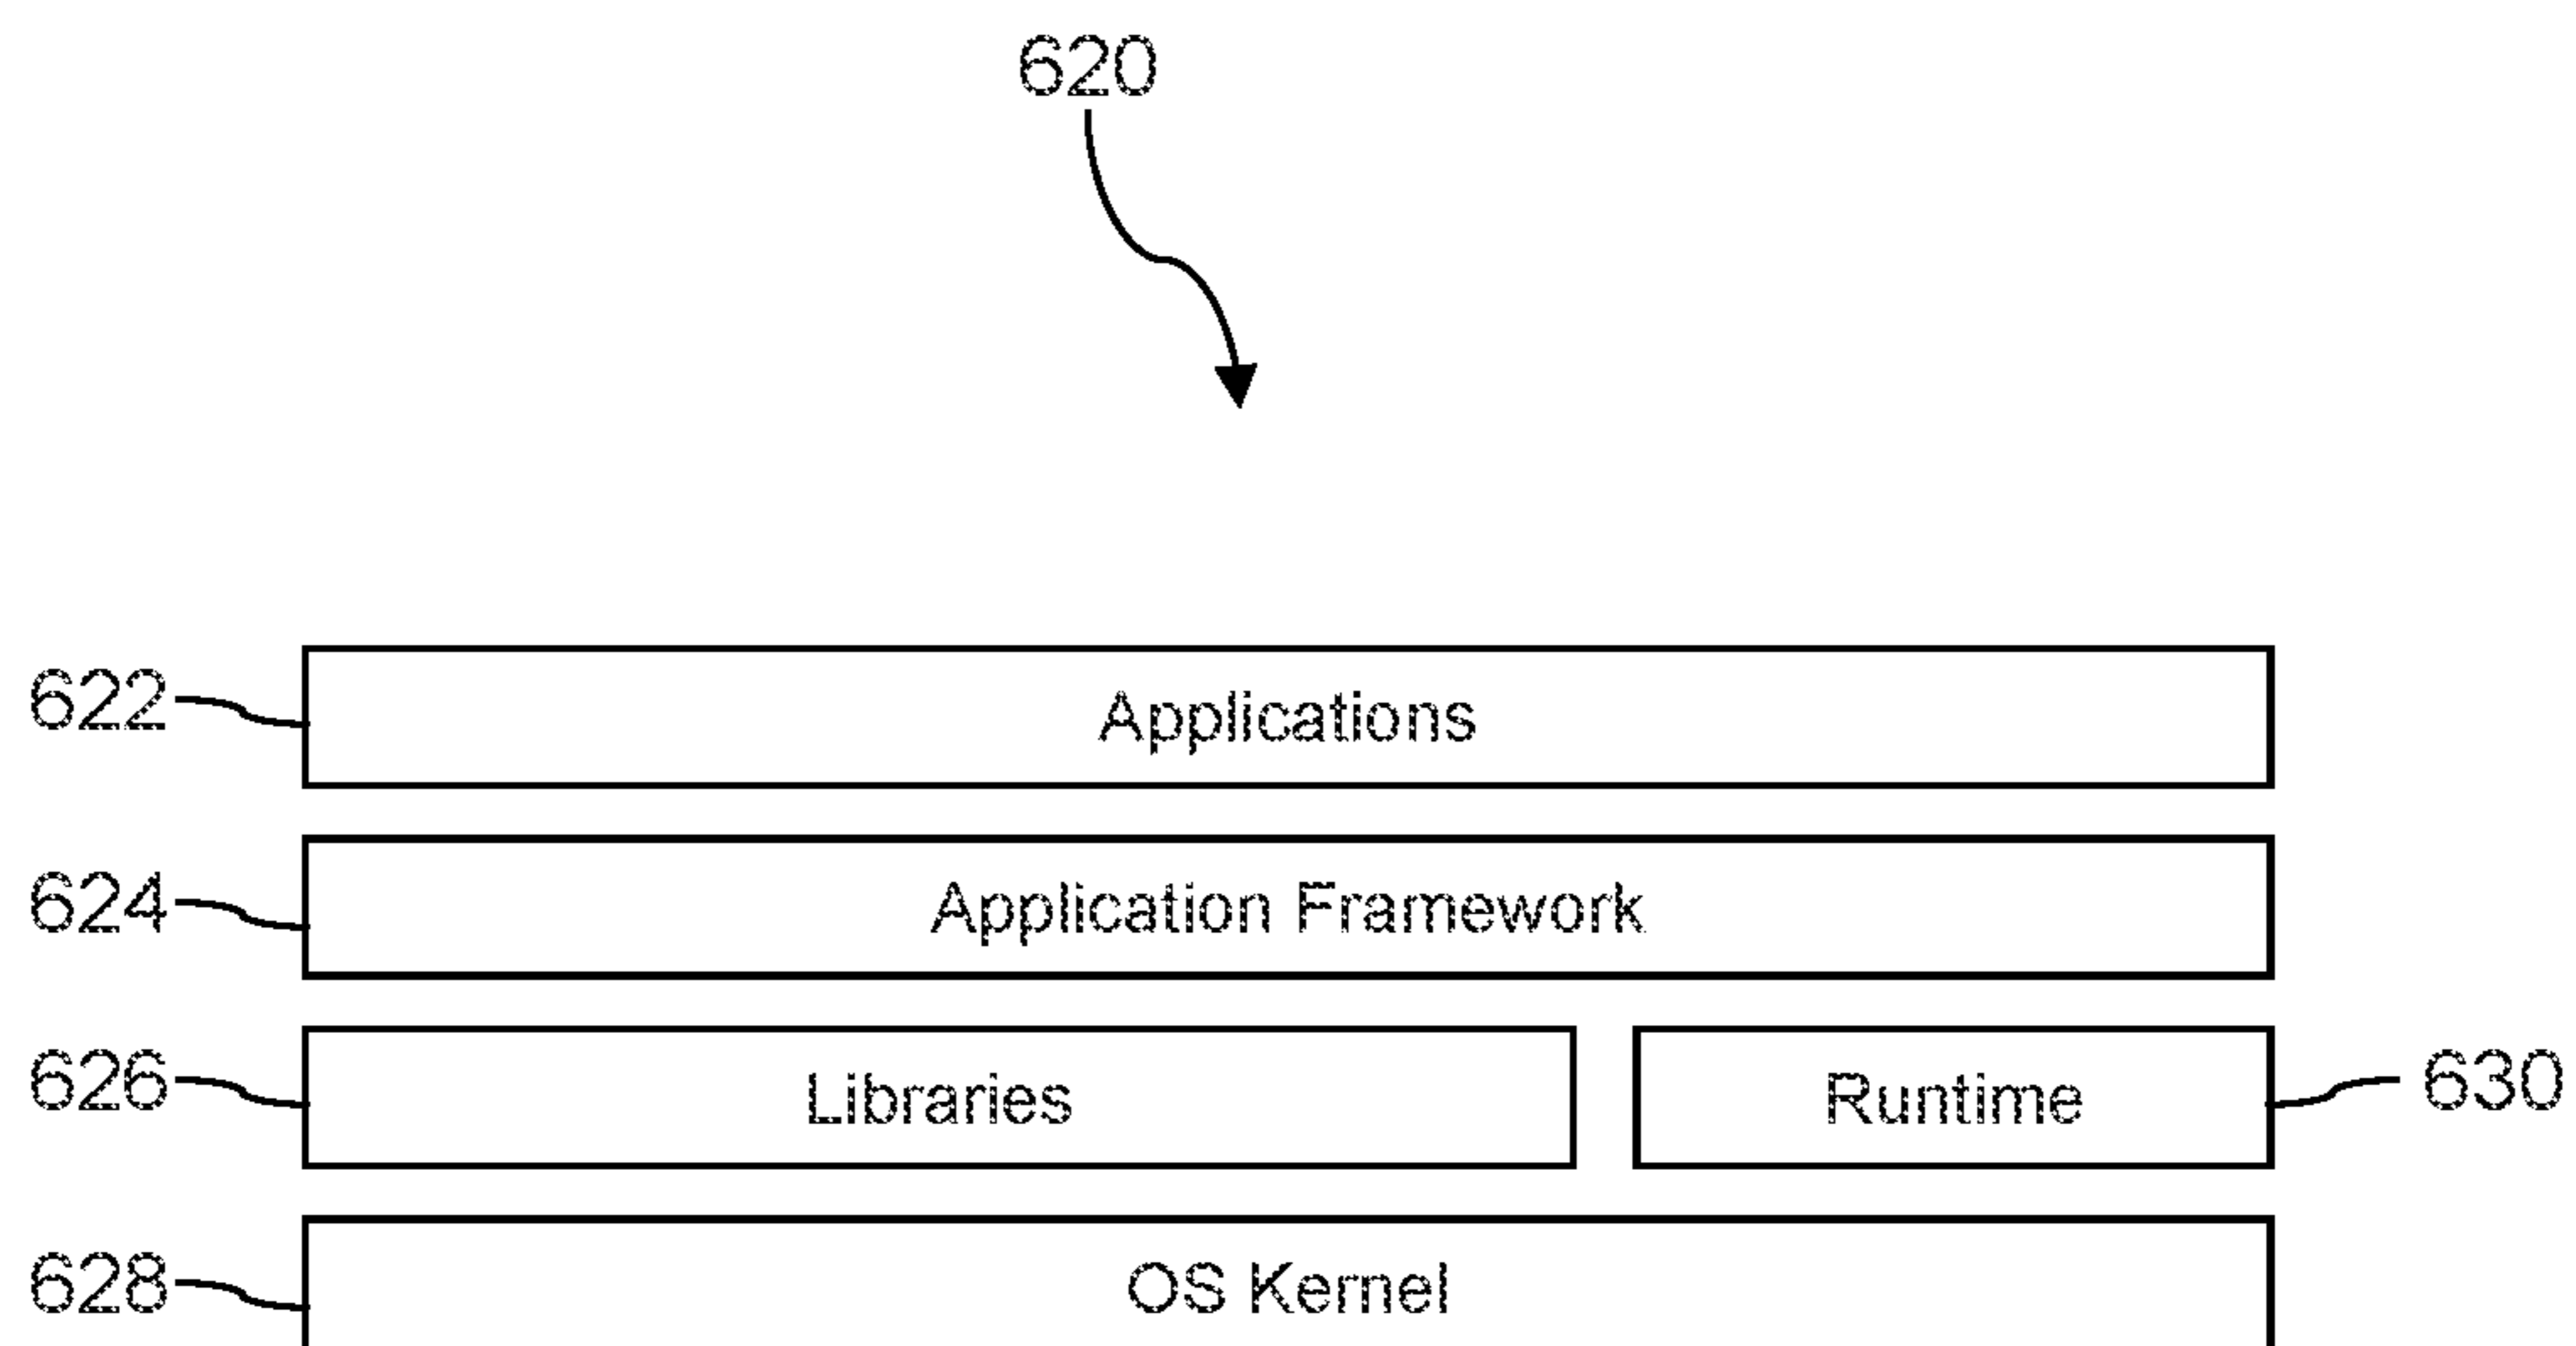 620
622 Applications
624 Application Framework
626 Libraries Runtime 630
628 OS Kernel